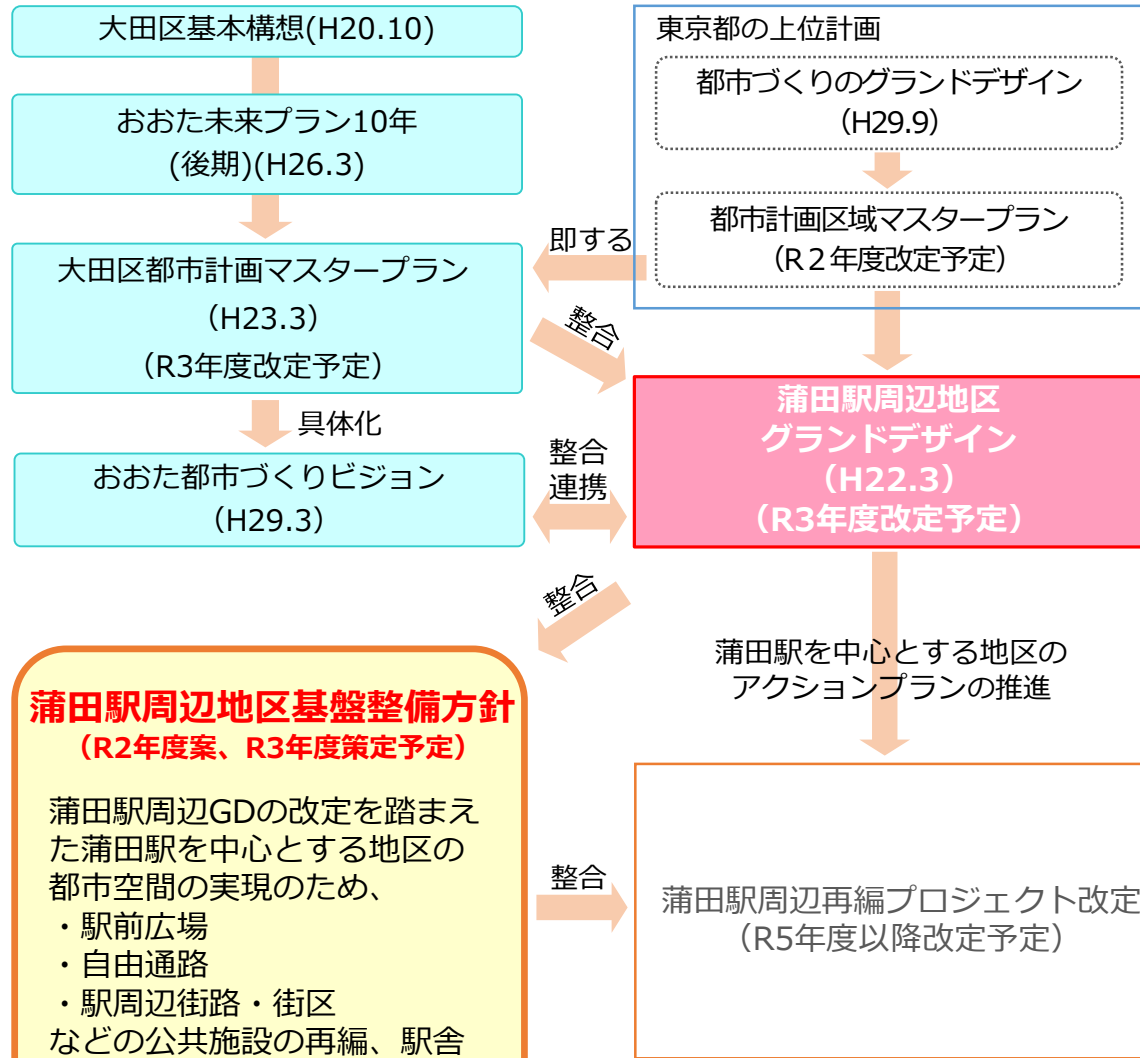 大田区基本構想(H20.10)
おおた未来プラン10年
(後期)(H26.3)
大田区都市計画マスタープラン
（H23.3）
（R3年度改定予定）
具体化
おおた都市づくりビジョン
（H29.3）
東京都の上位計画
都市づくりのグランドデザイン
（H29.9）
都市計画区域マスタープラン
（R２年度改定予定）
即する
整合
整合
連携
蒲田駅周辺地区
グランドデザイン
（H22.3）
（R3年度改定予定）
整合
蒲田駅を中心とする地区の
アクションプランの推進
蒲田駅周辺地区基盤整備方針
（R2年度案、R3年度策定予定）
蒲田駅周辺GDの改定を踏まえ
た蒲田駅を中心とする地区の
都市空間の実現のため、
・駅前広場
・自由通路
・駅周辺街路・街区
などの公共施設の再編、駅舎
整合
蒲田駅周辺再編プロジェクト改定
（R5年度以降改定予定）